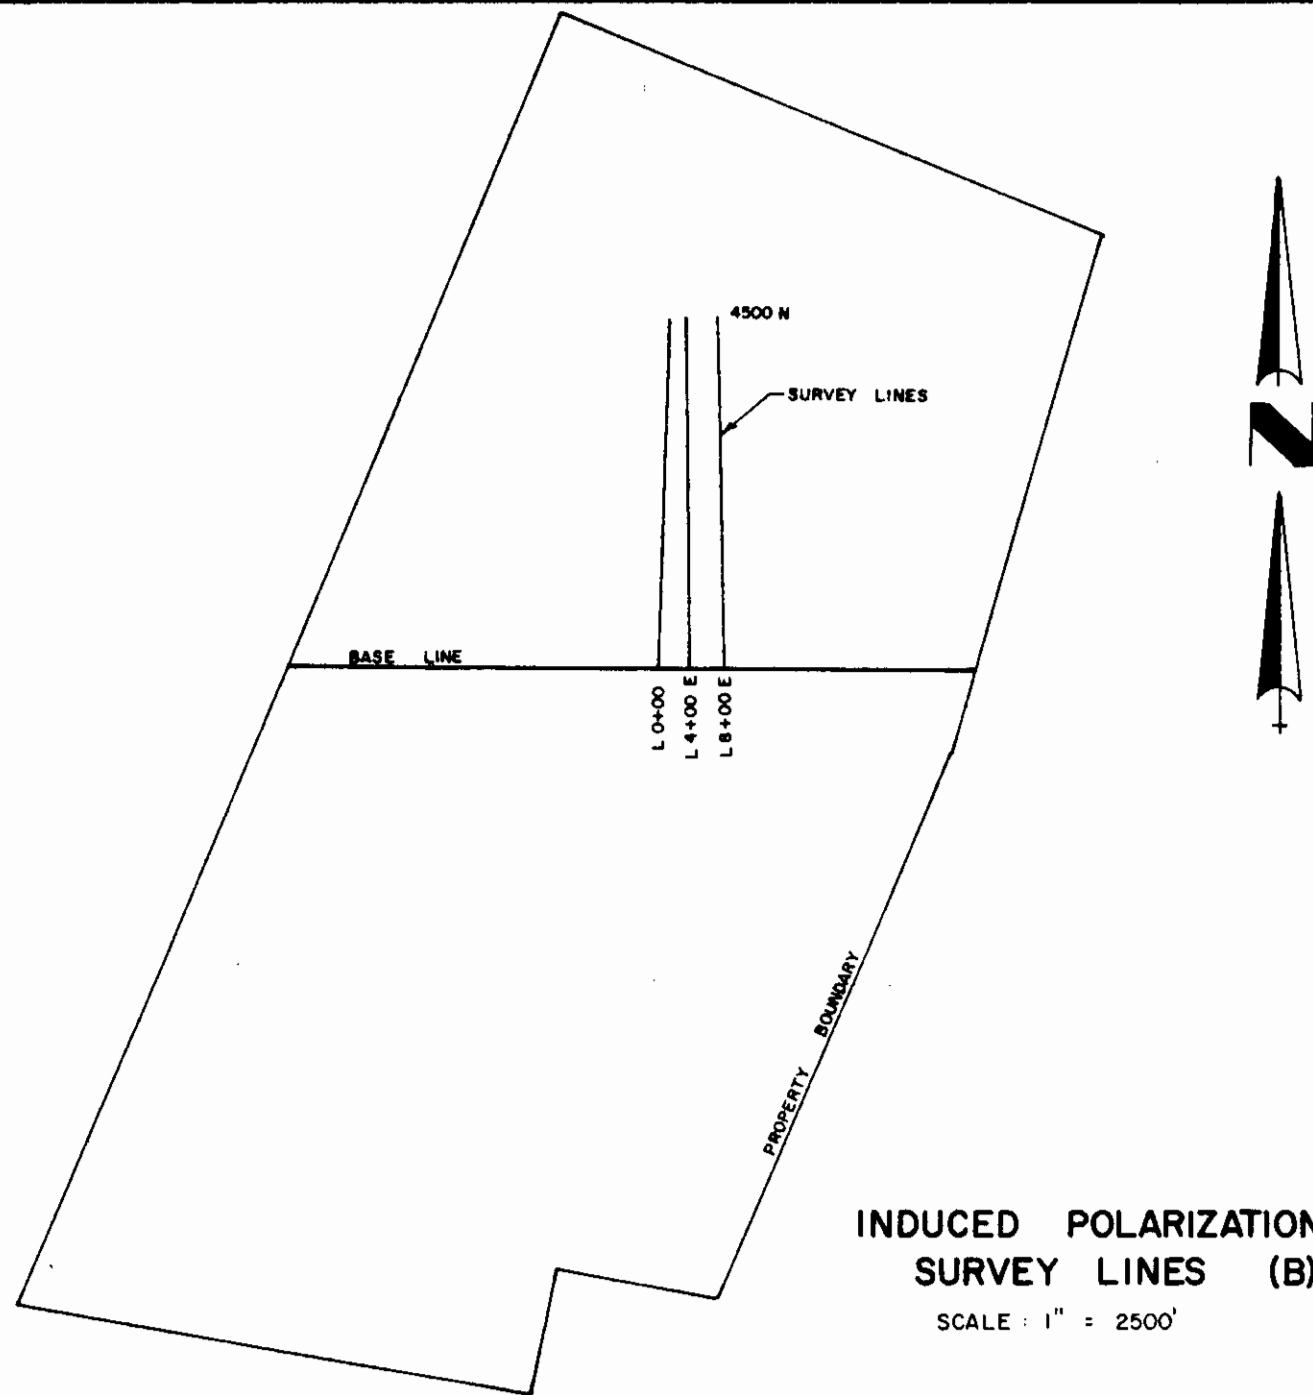 4500 N
SURVEY LINES
N
BASE LINE
L 0+00
L 4+00 E
L 8+00 E
PROPERTY BOUNDARY
INDUCED POLARIZATION
SURVEY LINES (B)
SCALE : 1" = 2500'